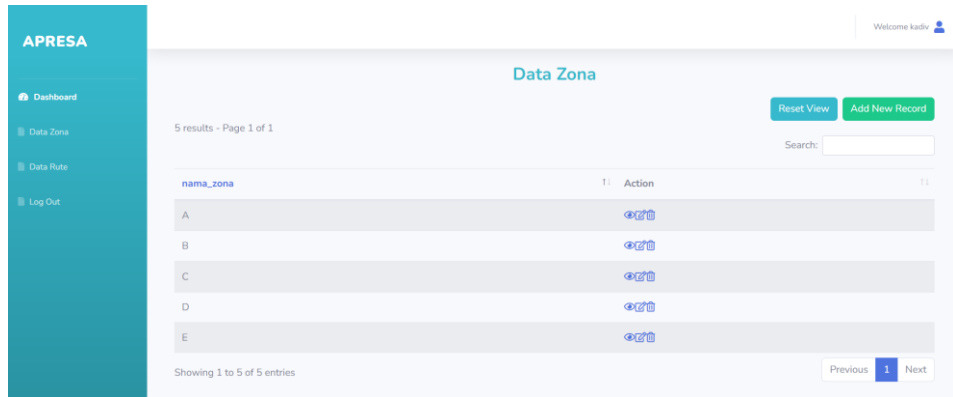 APRESA
Welcome kadiv
Data Zona
Dashboard
Reset View
Add New Record
Data Zona
5 results - Page 1 of 1
Search:
Data Rute
nama_zona
Action
Log Out
A
B
C
D
E
Showing 1 to 5 of 5 entries
Previous 1 Next